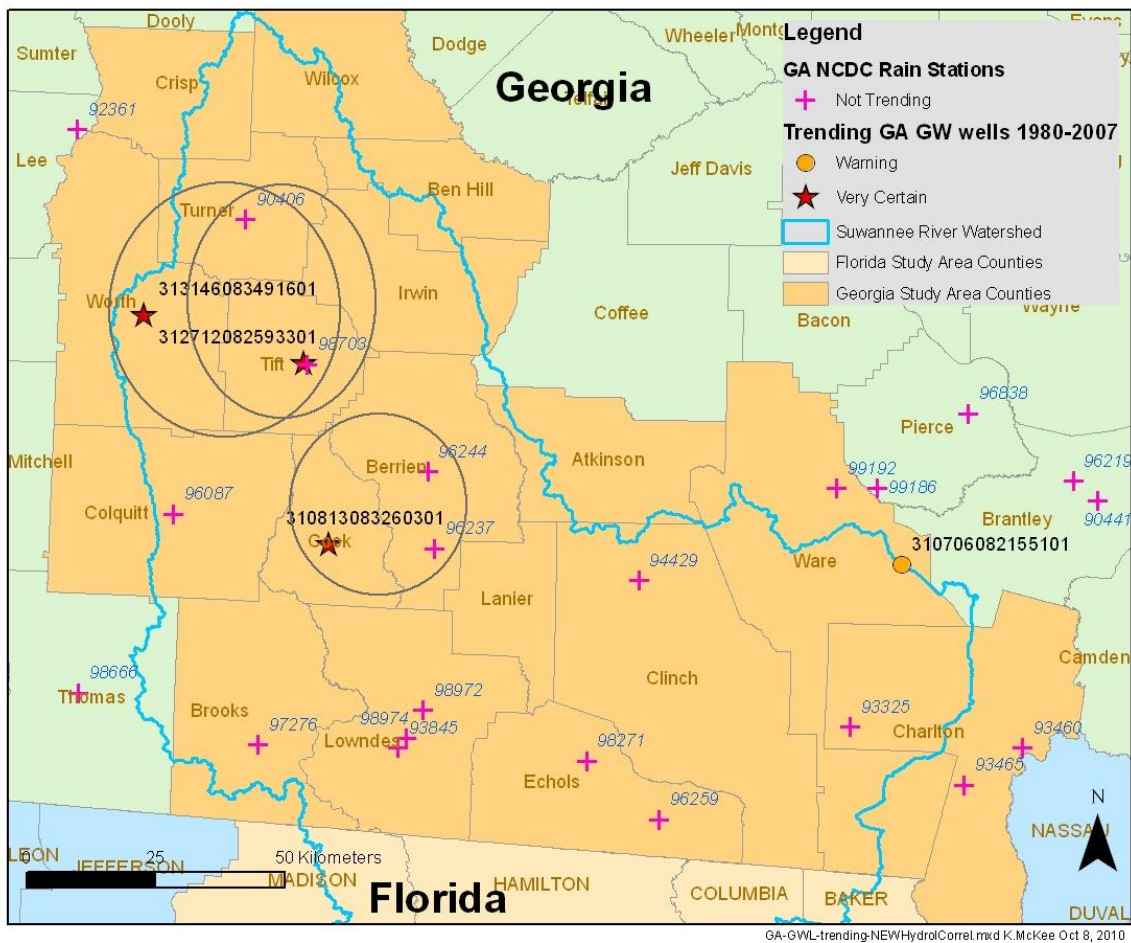 Dooly
Sumter
Dodge
Wheeler
Legend
GA NCDC Rain Stations
Not Trending
Trending GA GW wells 1980-2007
Warning
Very Certain
Suwannee River Watershed
Florida Study Area Counties
Georgia Study Area Counties
Crisp
Wilcox
Georgia
92361
Lee
Jeff Davis
Ben Hill
Turner
90406
Worth
313146083491601
Irwin
Coffee
Bacon
Wayne
312712082593301
98703
Tift
96838
Pierce
Mitchell
Berrien
96244
Atkinson
99192
99186
96219
90441
Colquitt
96087
310813083260301
Cook
96237
Brantley
310706082155101
Ware
94429
Lanier
Camden
98666
Thomas
Brooks
97276
98972
98974
93845
Lowndes
Clinch
93325
Charlton
93460
98271
93465
Echols
96259
N
NASSAU
LEON
JEFFERSON
0
25
50 Kilometers
MADISON
HAMILTON
COLUMBIA
BAKER
Florida
DUVAL
GA-GWL-trending-NEWHydrolCorrel.mxd K.McKee Oct 8, 2010